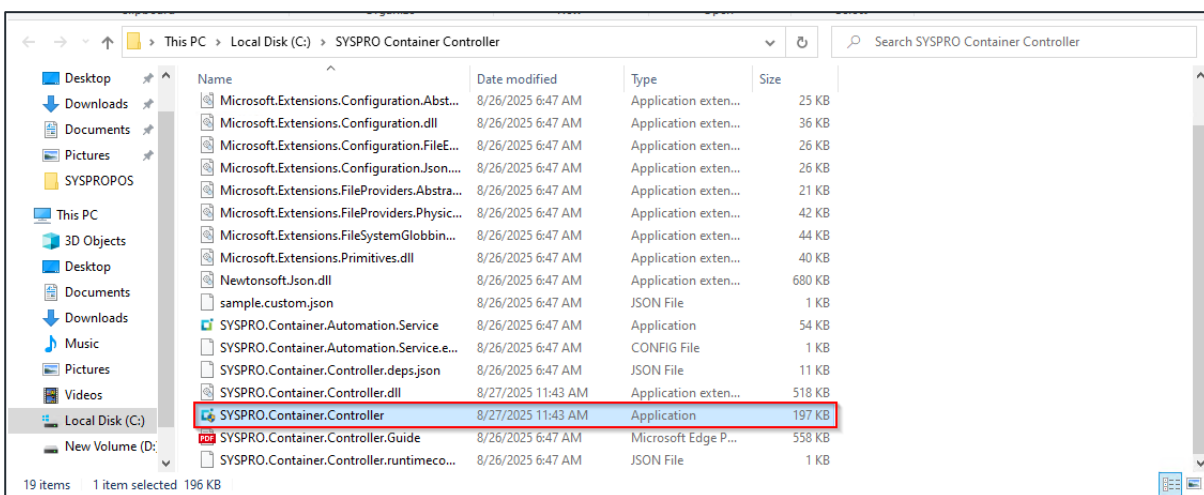 This PC > Local Disk (C:) > SYSPRO Container Controller
Search SYSPRO Container Controller
Desktop
Downloads
Documents
Pictures
SYSPROPOS
This PC
3D Objects
Desktop
Documents
Downloads
Music
Pictures
Videos
Local Disk (C:)
New Volume (D:
Name Date modified Type Size
Microsoft.Extensions.Configuration.Abst... 8/26/2025 6:47 AM Application exten... 25 KB
Microsoft.Extensions.Configuration.dll 8/26/2025 6:47 AM Application exten... 36 KB
Microsoft.Extensions.Configuration.FileE... 8/26/2025 6:47 AM Application exten... 26 KB
Microsoft.Extensions.Configuration.Json.... 8/26/2025 6:47 AM Application exten... 26 KB
Microsoft.Extensions.FileProviders.Abstra... 8/26/2025 6:47 AM Application exten... 21 KB
Microsoft.Extensions.FileProviders.Physic... 8/26/2025 6:47 AM Application exten... 42 KB
Microsoft.Extensions.FileSystemGlobbin... 8/26/2025 6:47 AM Application exten... 44 KB
Microsoft.Extensions.Primitives.dll 8/26/2025 6:47 AM Application exten... 40 KB
Newtonsoft.Json.dll 8/26/2025 6:47 AM Application exten... 680 KB
sample.custom.json 8/26/2025 6:47 AM JSON File 1 KB
SYSPRO.Container.Automation.Service 8/26/2025 6:47 AM Application 54 KB
SYSPRO.Container.Automation.Service.e... 8/26/2025 6:47 AM CONFIG File 1 KB
SYSPRO.Container.Controller.deps.json 8/26/2025 6:47 AM JSON File 11 KB
SYSPRO.Container.Controller.dll 8/27/2025 11:43 AM Application exten... 518 KB
SYSPRO.Container.Controller 8/27/2025 11:43 AM Application 197 KB
PDF SYSPRO.Container.Controller.Guide 8/26/2025 6:47 AM Microsoft Edge P... 558 KB
SYSPRO.Container.Controller.runtimeco... 8/26/2025 6:47 AM JSON File 1 KB
19 items 1 item selected 196 KB